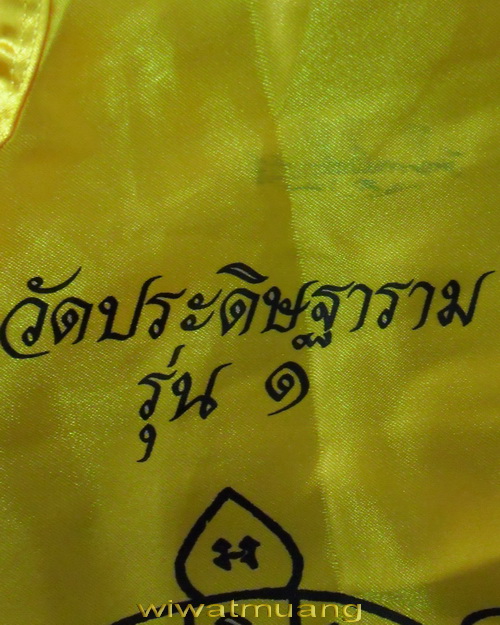 วัดประดิษฐาราม
รุ่น ๑
wiwatmuang